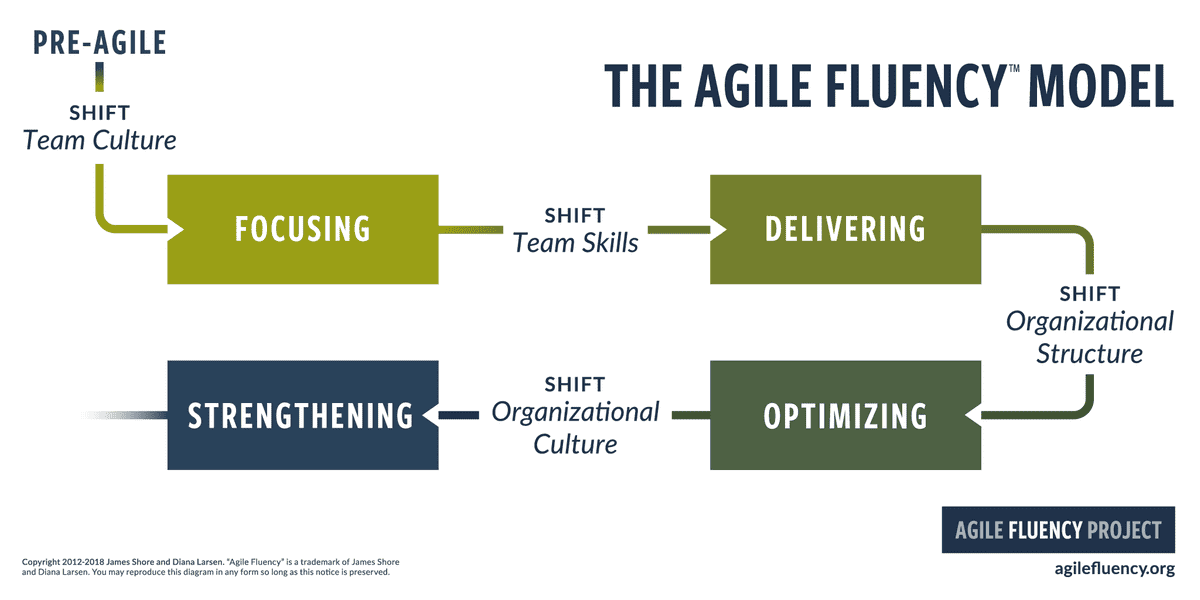 PRE-AGILE
THE AGILE FLUENCY™ MODEL
SHIFT
Team Culture
FOCUSING
SHIFT
Team Skills
DELIVERING
SHIFT
Organizational
Structure
OPTIMIZING
SHIFT
Organizational
Culture
STRENGTHENING
AGILE FLUENCY PROJECT
agilefluency.org
Copyright 2012-2018 James Shore and Diana Larsen. "Agile Fluency" is a trademark of James Shore
and Diana Larsen. You may reproduce this diagram in any form so long as this notice is preserved.